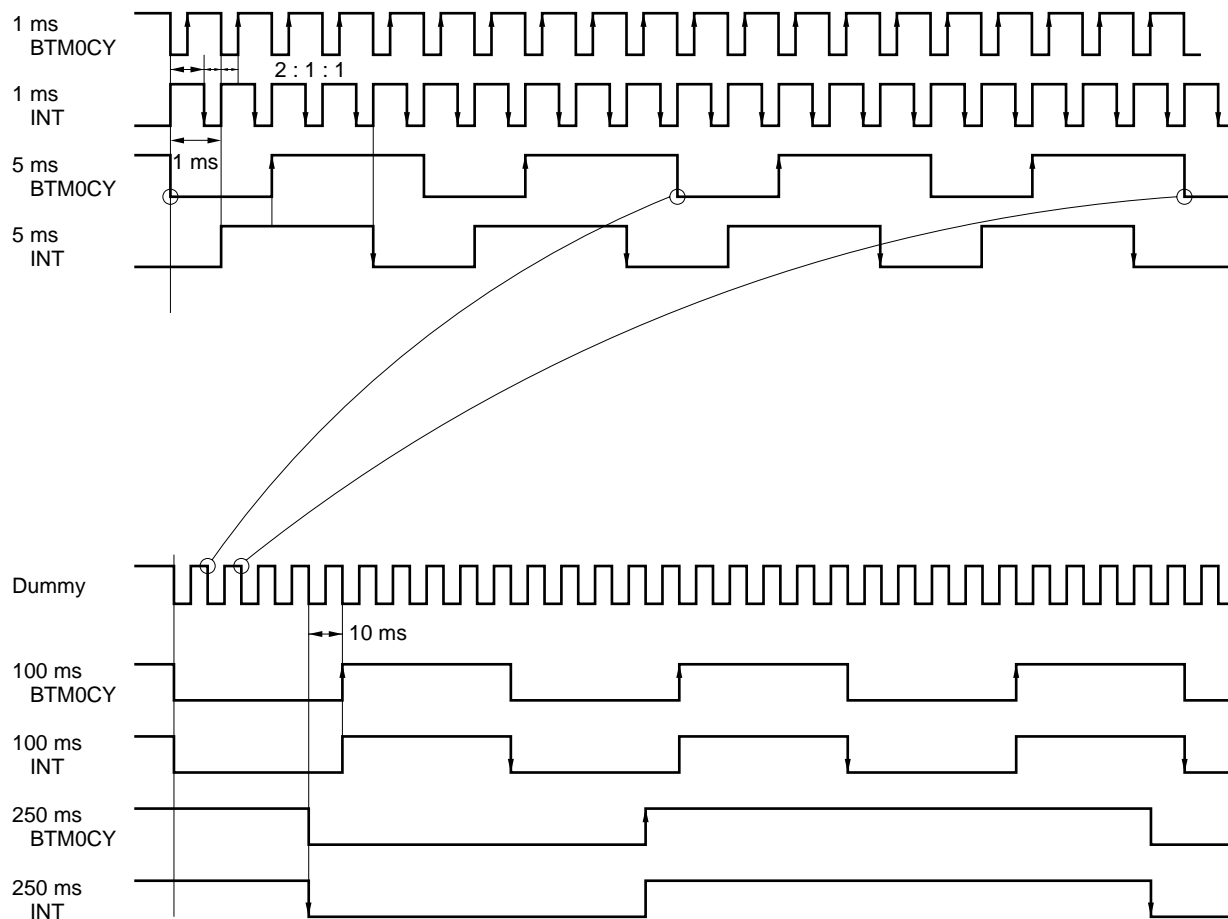 1 ms
BTM0CY
2 : 1 : 1
1 ms
INT
1 ms
5 ms
BTM0CY
5 ms
INT
Dummy
10 ms
100 ms
BTM0CY
100 ms
INT
250 ms
BTM0CY
250 ms
INT